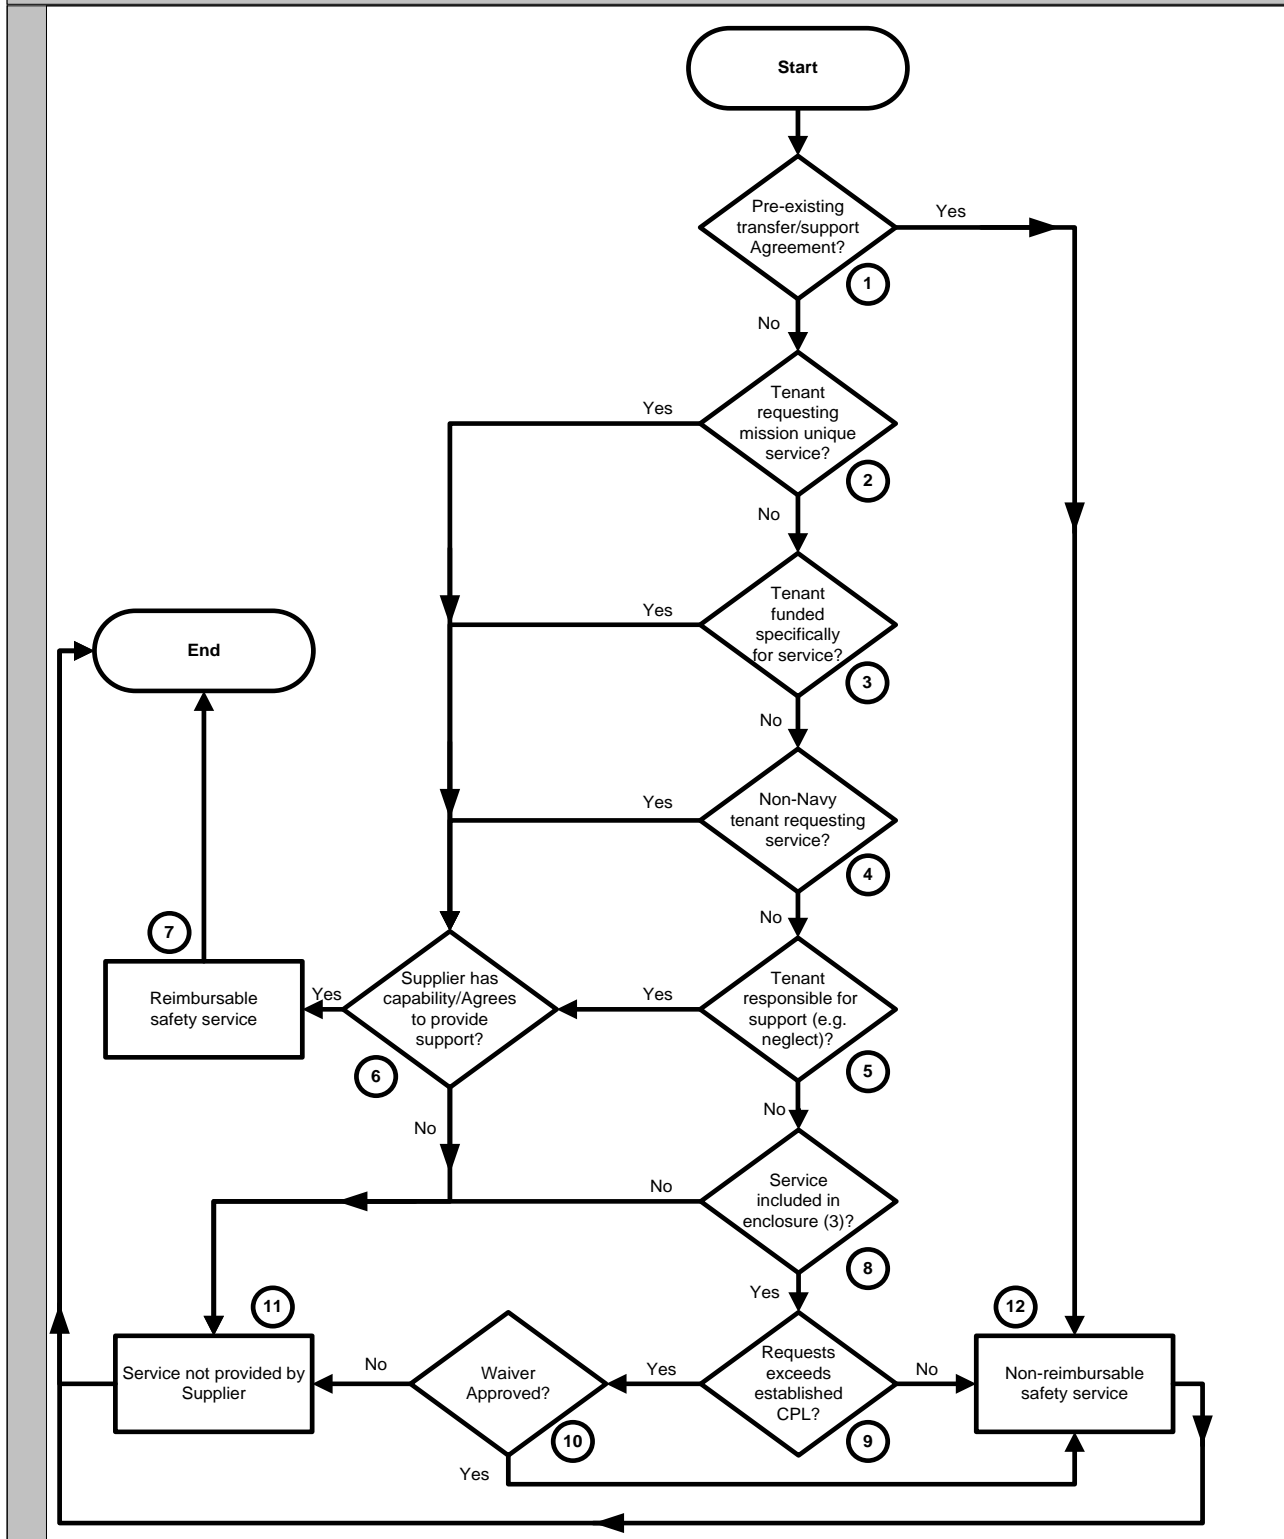 Start
Pre-existing
transfer/support
Agreement?
Yes
1
No
Tenant
requesting
mission unique
service?
Yes
2
No
Tenant
funded
specifically
for service?
Yes
3
End
No
Non-Navy
tenant requesting
service?
Yes
4
No
7
Reimbursable
safety service
Yes
Supplier has
capability/Agrees
to provide
support?
6
Yes
Tenant
responsible for
support (e.g.
neglect)?
5
No
No
No
Service
included in
enclosure (3)?
8
Yes
11
12
Service not provided by
Supplier
No
Waiver
Approved?
10
Yes
Yes
Requests
exceeds
established
CPL?
9
No
Non-reimbursable
safety service